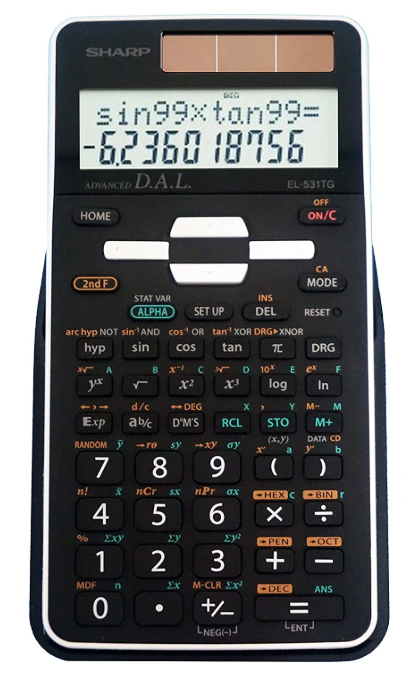 SHARP
DEG
sin99×tan99=
-6.236018756
ADVANCED D.A.L. EL-531TG
HOME OFF ON/C
2nd F CA MODE
STAT VAR INS
ALPHA SET UP DEL RESET
arc hyp NOT sin⁻¹ AND cos⁻¹ OR tan⁻¹ XOR DRG▸XNOR
hyp sin cos tan π DRG
ˣ√ A B x⁻¹ C ³√ D 10ˣ E eˣ F
yˣ √ x² x³ log ln
←,→ d/c ↔DEG X , Y M− M
Exp ab/c D°M'S RCL STO M+
RANDOM ȳ →rθ sy →xy σy (x,y) DATA CD
x′ a y′ b
7 8 9 ( )
n! x̄ nCr sx nPr σx →HEX c →BIN r
4 5 6 × ÷
% Σxy Σy Σy² →PEN →OCT
1 2 3 + −
MDF n Σx M-CLR Σx² →DEC ANS
0 • +/− =
NEG(−) ENT